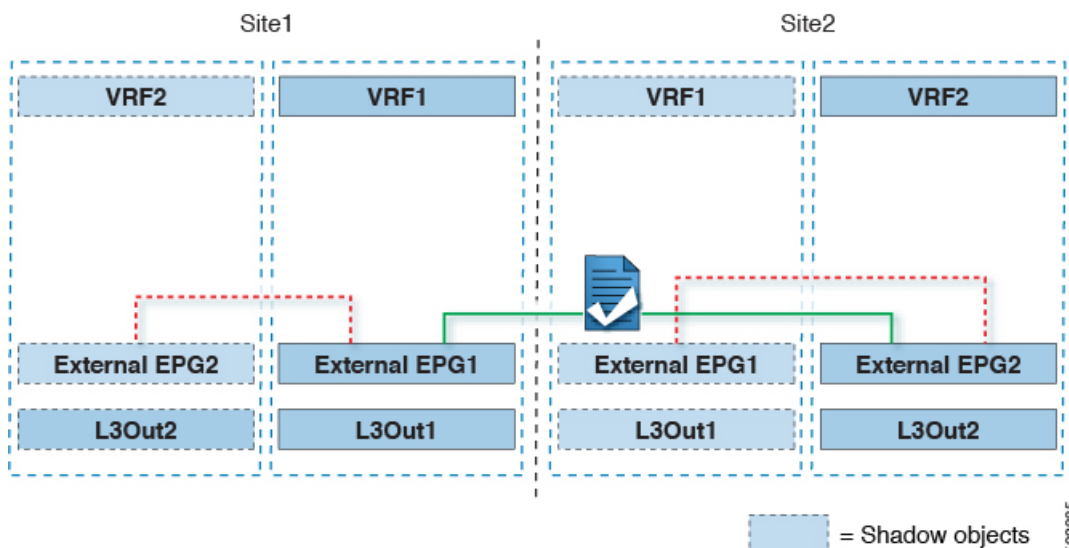 Site1
Site2
VRF2
VRF1
VRF1
VRF2
External EPG2
External EPG1
External EPG1
External EPG2
L3Out2
L3Out1
L3Out1
L3Out2
= Shadow objects